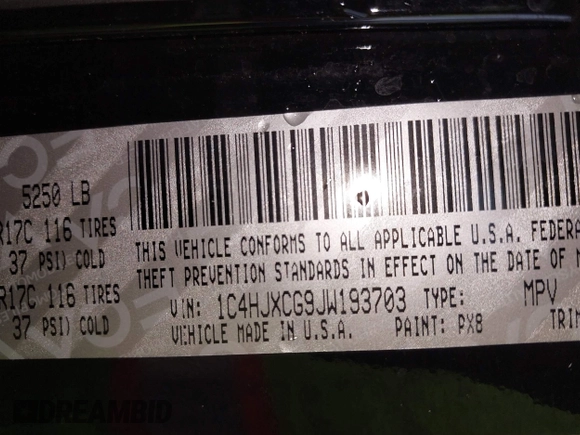 5250 LB
R17C 116 TIRES
37 PSI) COLD
R17C 116 TIRES
37 PSI) COLD
THIS VEHICLE CONFORMS TO ALL APPLICABLE U.S.A. FEDERA
THEFT PREVENTION STANDARDS IN EFFECT ON THE DATE OF M
VIN: 1C4HJXCG9JW193703 TYPE: MPV
VEHICLE MADE IN U.S.A. PAINT: PX8 TRIM
DREAMBID